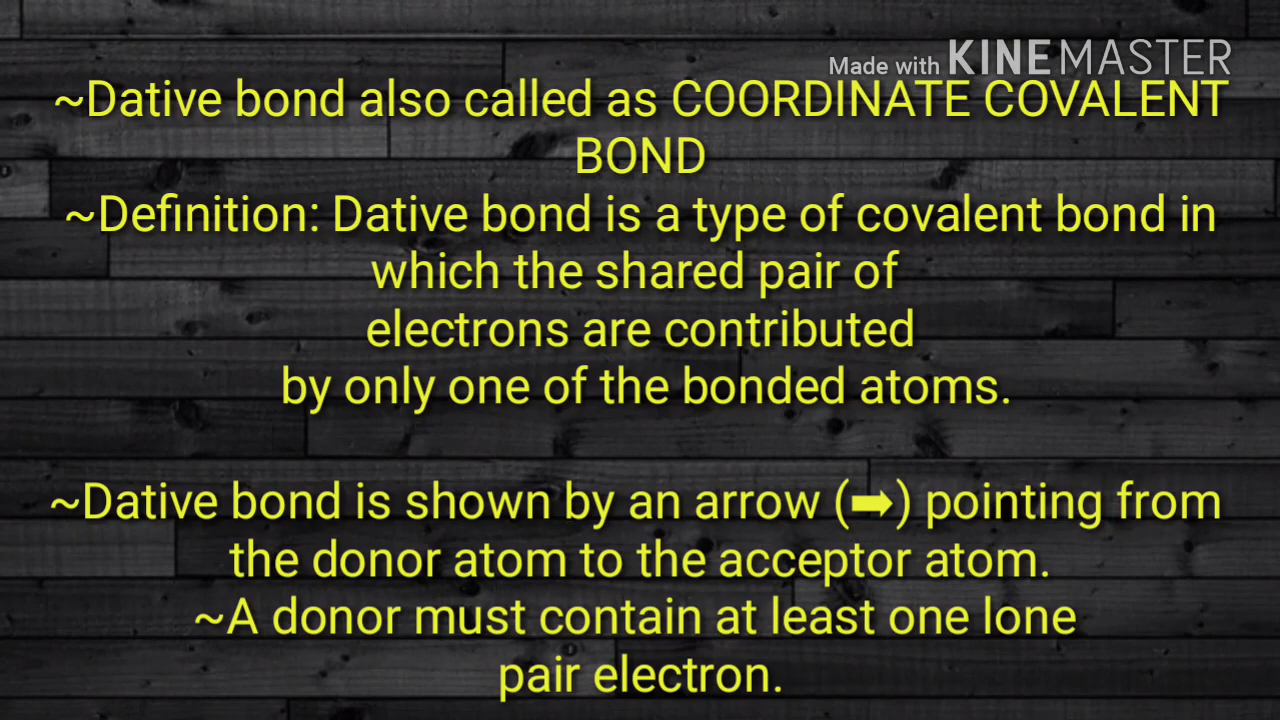 Made with KINEMASTER
~Dative bond also called as COORDINATE COVALENT
BOND
~Definition: Dative bond is a type of covalent bond in
which the shared pair of
electrons are contributed
by only one of the bonded atoms.
~Dative bond is shown by an arrow (➡) pointing from
the donor atom to the acceptor atom.
~A donor must contain at least one lone
pair electron.